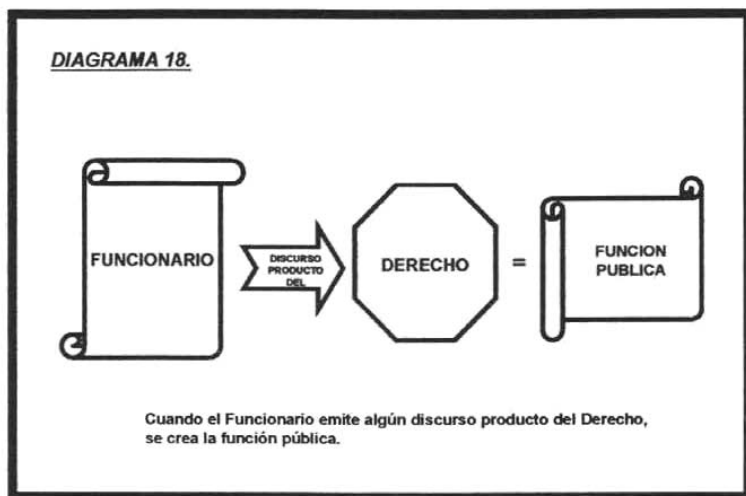 DIAGRAMA 18.
FUNCIONARIO
DISCURSO
PRODUCTO
DEL
DERECHO
=
FUNCION
PUBLICA
Cuando el Funcionario emite algún discurso producto del Derecho,
se crea la función pública.